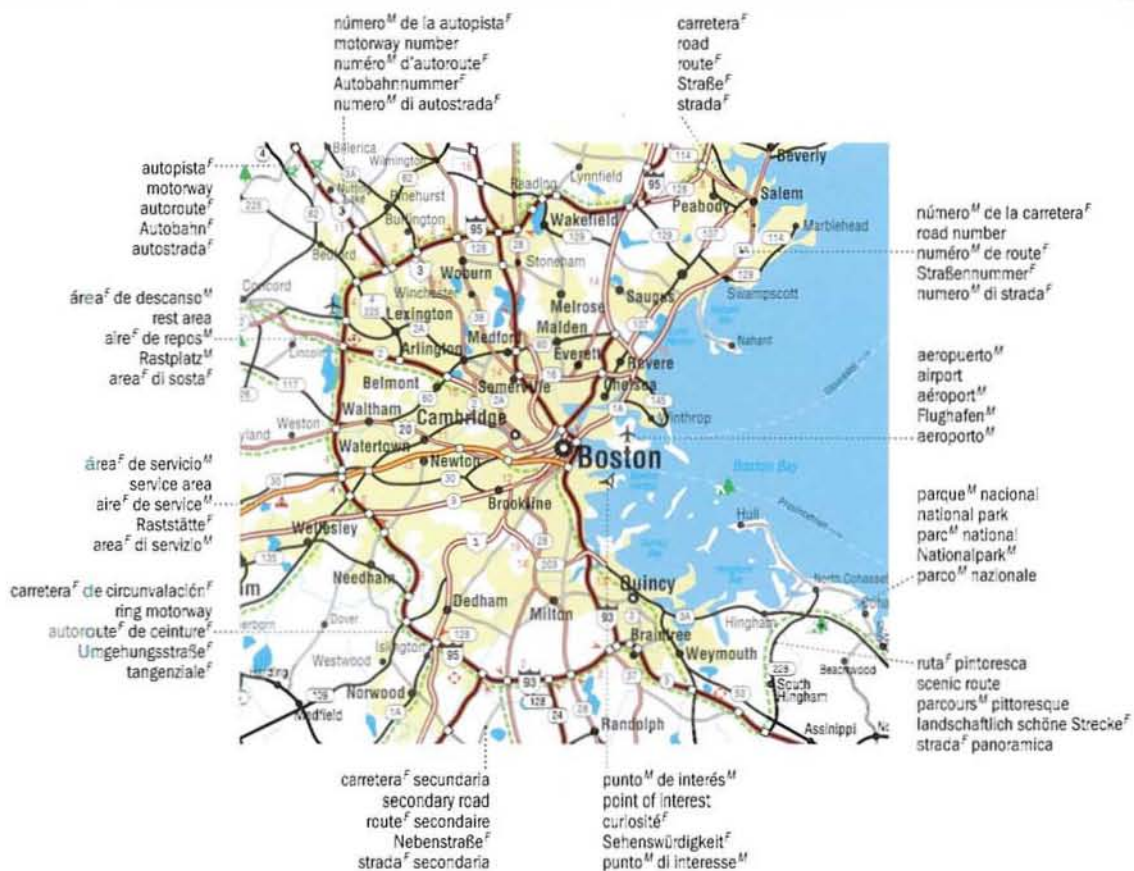 número^M de la autopista^F
motorway number
numéro^M d'autoroute^F
Autobahnnummer^F
numero^M di autostrada^F
carretera^F
road
route^F
Straße^F
strada^F
autopista^F
motorway
autoroute^F
Autobahn^F
autostrada^F
área^F de descanso^M
rest area
aire^F de repos^M
Rastplatz^M
area^F di sosta^F
área^F de servicio^M
service area
aire^F de service^M
Raststätte^F
area^F di servizio^M
carretera^F de circunvalación^F
ring motorway
autoroute^F de ceinture^F
Umgehungsstraße^F
tangenziale^F
Billerica
Wilmington
Reading
Lynnfield
Beverly
Pinehurst
Wakefield
Peabody
Salem
Marblehead
Burlington
Bedford
Woburn
Stoneham
Concord
Winchester
Melrose
Saugus
Swampscott
Lexington
Medford
Malden
Nahant
Lincoln
Arlington
Everett
Revere
Belmont
Somerville
Chelsea
Waltham
Cambridge
Winthrop
Weston
Watertown
Boston
Newton
Boston Bay
Brookline
Wellesley
Hull
Needham
Quincy
North Cohasset
Dedham
Milton
Hingham
Dover
Islington
Braintree
Weymouth
Westwood
Beachwood
Norwood
South
Hingham
Medfield
Randolph
Assinippi
número^M de la carretera^F
road number
numéro^M de route^F
Straßennummer^F
numero^M di strada^F
aeropuerto^M
airport
aéroport^M
Flughafen^M
aeroporto^M
parque^M nacional
national park
parc^M national
Nationalpark^M
parco^M nazionale
ruta^F pintoresca
scenic route
parcours^M pittoresque
landschaftlich schöne Strecke^F
strada^F panoramica
carretera^F secundaria
secondary road
route^F secondaire
Nebenstraße^F
strada^F secondaria
punto^M de interés^M
point of interest
curiosité^F
Sehenswürdigkeit^F
punto^M di interesse^M